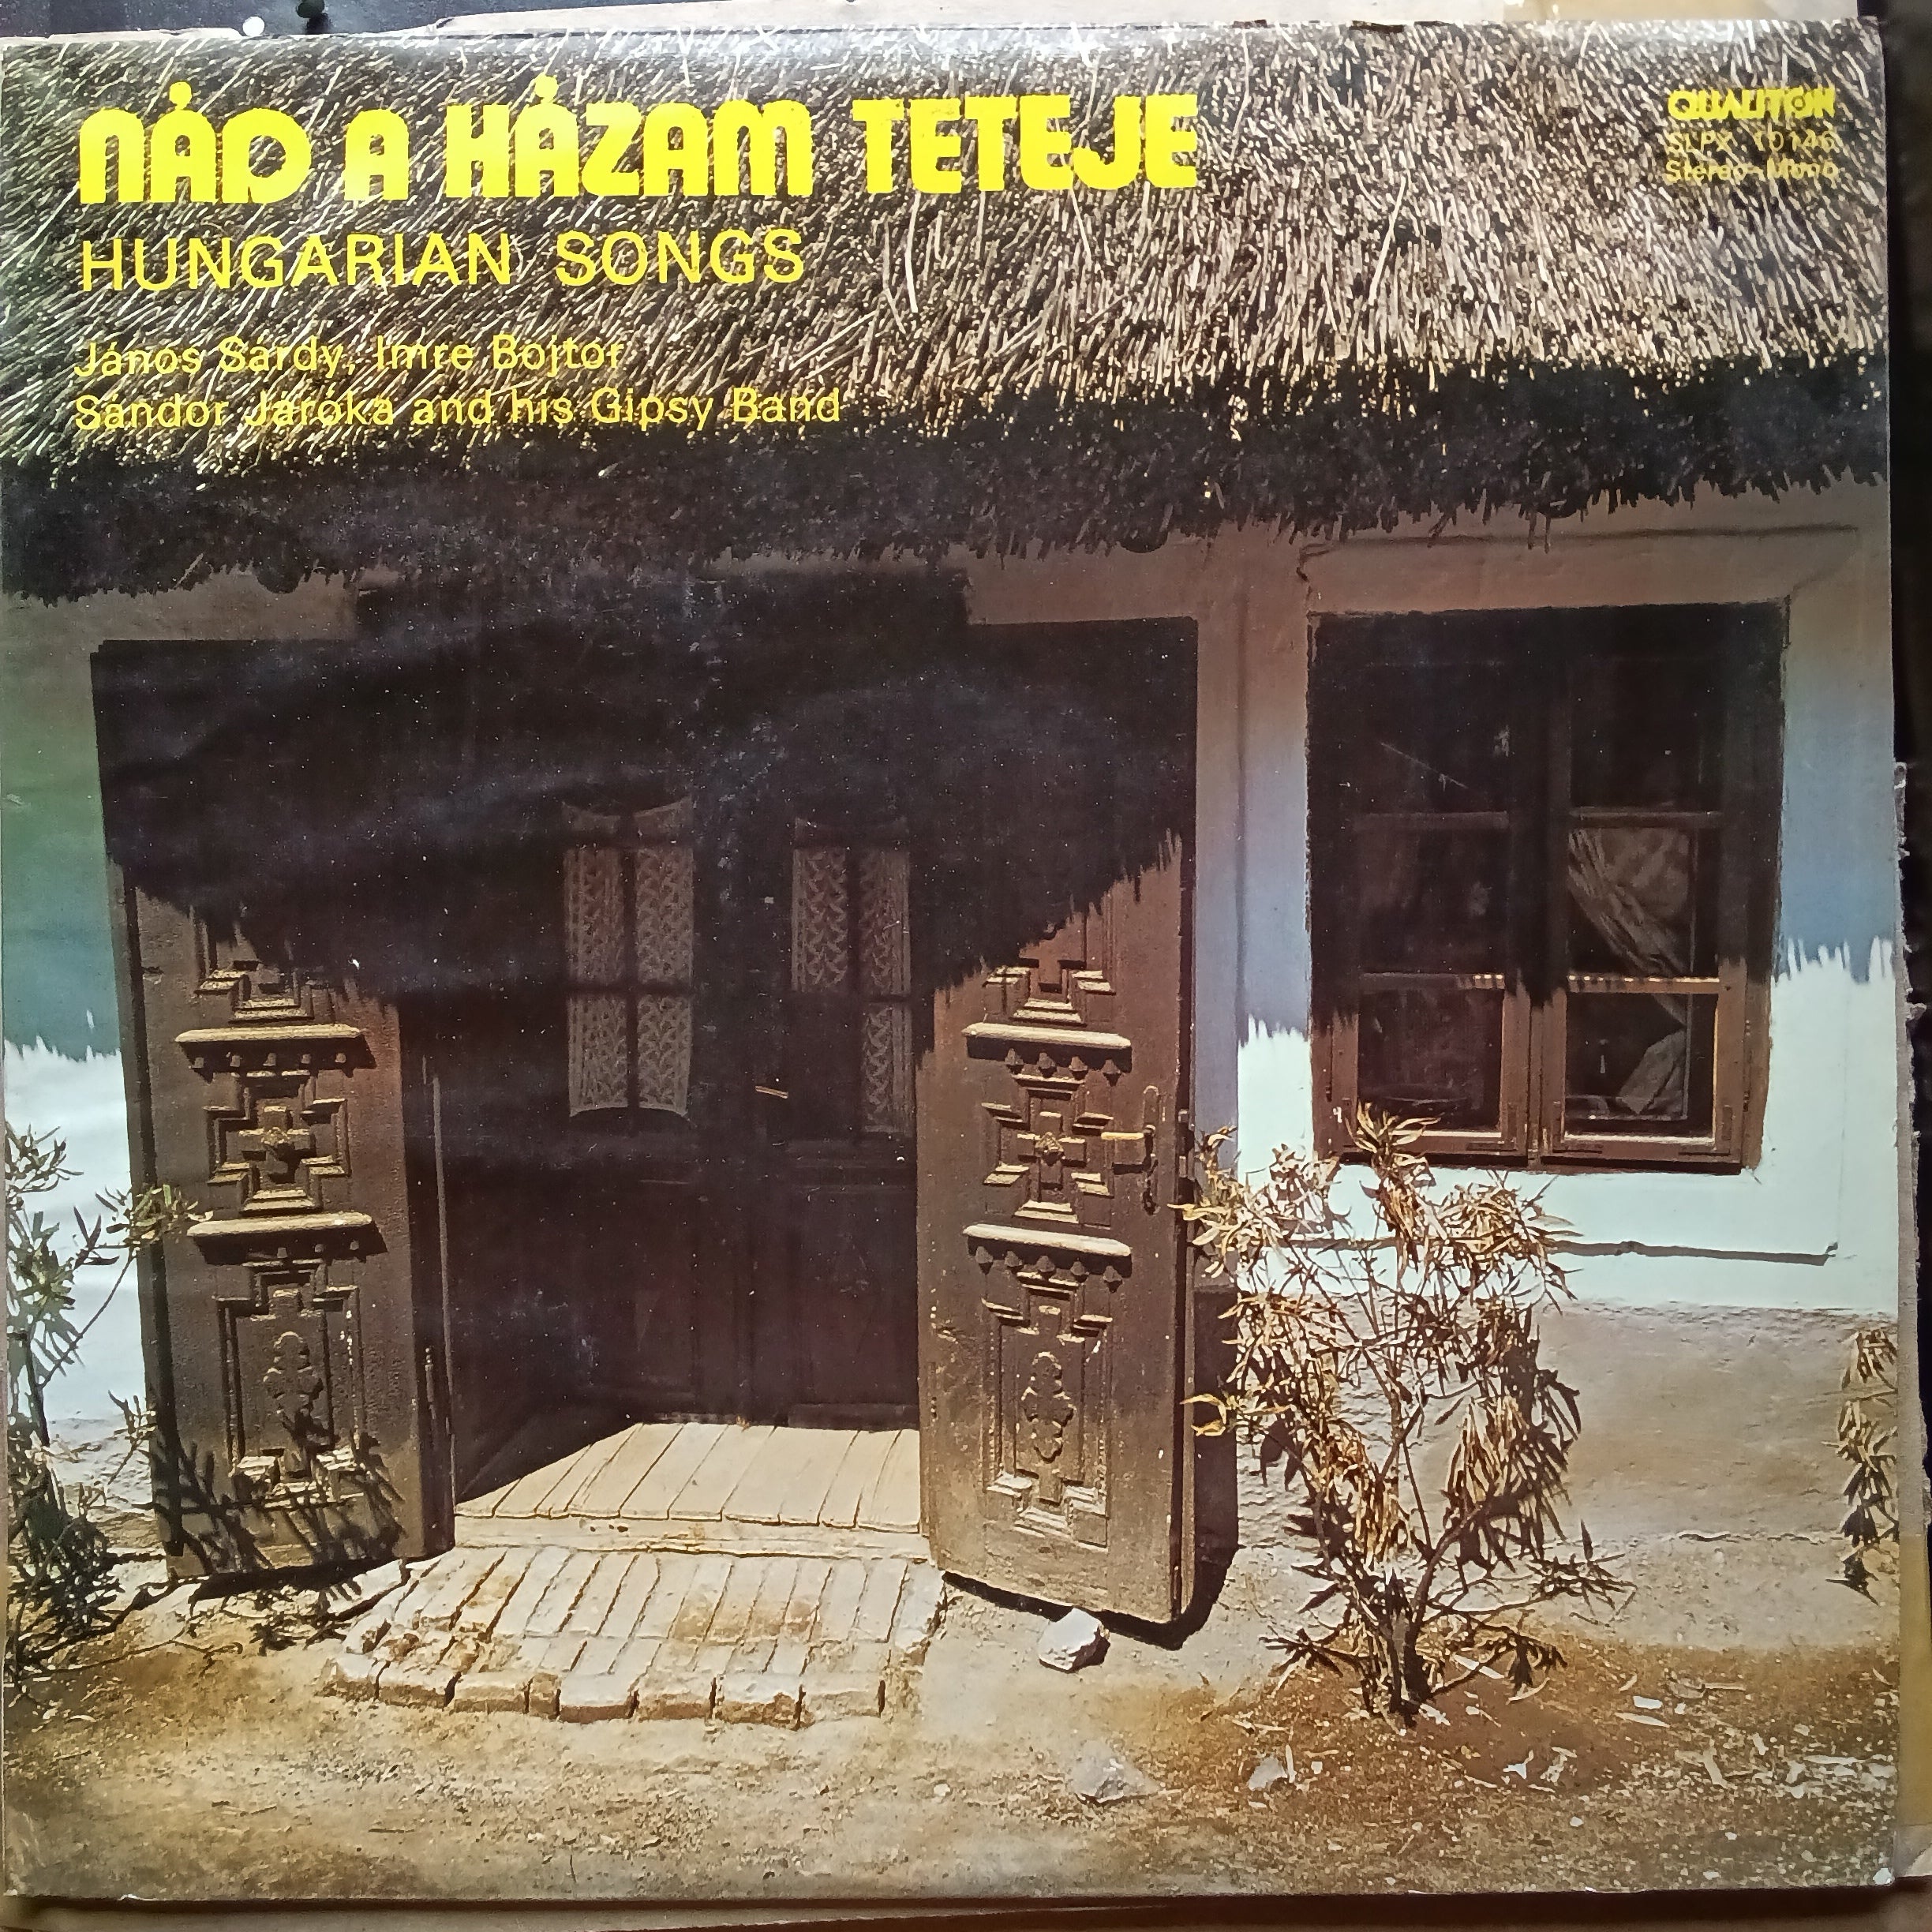 NÁD A HÁZAM TETEJE
HUNGARIAN SONGS
János Sárdy, Imre Bojtor
Sándor Járóka and his Gipsy Band
QUALITON
SLPX 10146
Stereo-Mono